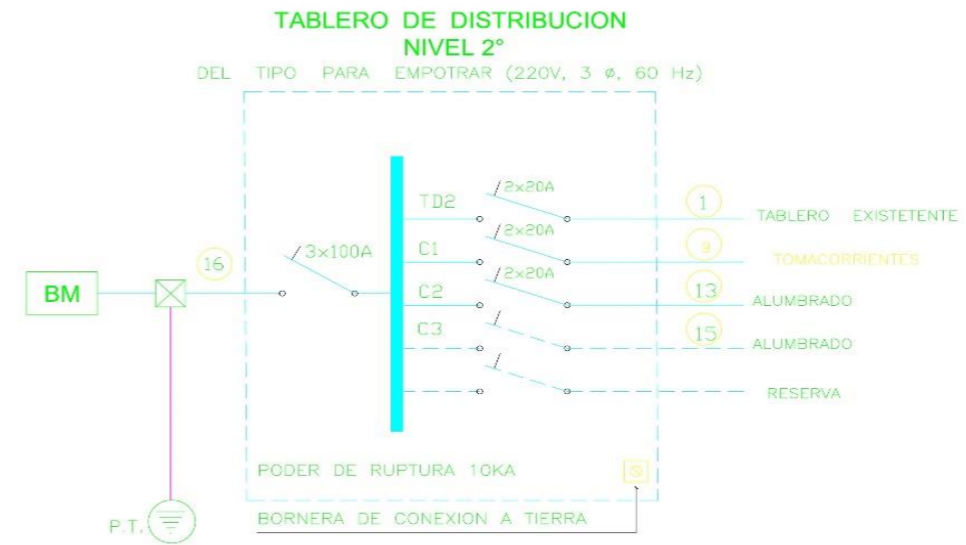 TABLERO DE DISTRIBUCION
NIVEL 2°
DEL TIPO PARA EMPOTRAR (220V, 3 ø, 60 Hz)
BM
16
3x100A
TD2
2x20A
1
TABLERO EXISTETENTE
C1
2x20A
9
TOMACORRIENTES
C2
2x20A
13
ALUMBRADO
C3
15
ALUMBRADO
RESERVA
PODER DE RUPTURA 10KA
BORNERA DE CONEXION A TIERRA
P.T.